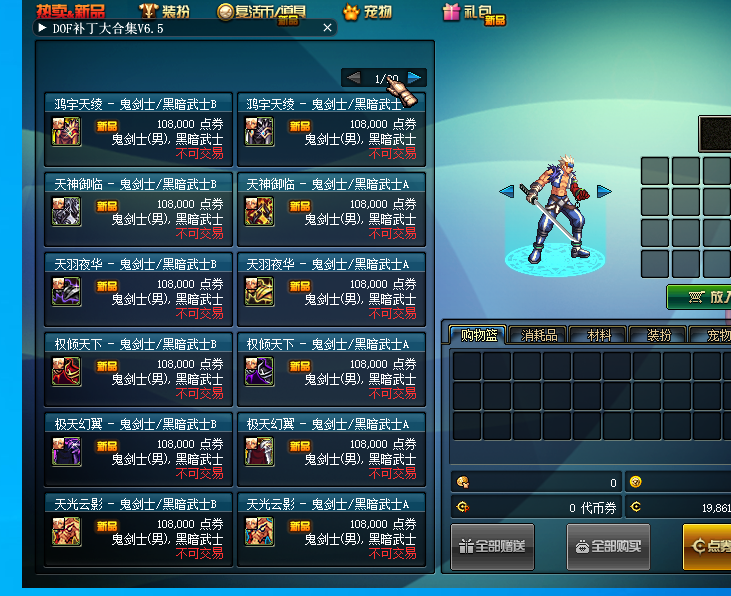 热卖&新品
装扮
复活币/道具
新品
宠物
礼包
新品
DOF补丁大合集V6.5
1/20
鸿宇天绫 - 鬼剑士/黑暗武士B
新品
108,000 点券
鬼剑士(男), 黑暗武士
不可交易
鸿宇天绫 - 鬼剑士/黑暗武士
新品
108,000 点券
鬼剑士(男), 黑暗武士
不可交易
天神御临 - 鬼剑士/黑暗武士B
新品
108,000 点券
鬼剑士(男), 黑暗武士
不可交易
天神御临 - 鬼剑士/黑暗武士A
新品
108,000 点券
鬼剑士(男), 黑暗武士
不可交易
天羽夜华 - 鬼剑士/黑暗武士B
新品
108,000 点券
鬼剑士(男), 黑暗武士
不可交易
天羽夜华 - 鬼剑士/黑暗武士A
新品
108,000 点券
鬼剑士(男), 黑暗武士
不可交易
权倾天下 - 鬼剑士/黑暗武士B
新品
108,000 点券
鬼剑士(男), 黑暗武士
不可交易
权倾天下 - 鬼剑士/黑暗武士A
新品
108,000 点券
鬼剑士(男), 黑暗武士
不可交易
极天幻翼 - 鬼剑士/黑暗武士B
新品
108,000 点券
鬼剑士(男), 黑暗武士
不可交易
极天幻翼 - 鬼剑士/黑暗武士A
新品
108,000 点券
鬼剑士(男), 黑暗武士
不可交易
天光云影 - 鬼剑士/黑暗武士B
新品
108,000 点券
鬼剑士(男), 黑暗武士
不可交易
天光云影 - 鬼剑士/黑暗武士A
新品
108,000 点券
鬼剑士(男), 黑暗武士
不可交易
放入
购物篮
消耗品
材料
装扮
宠物
0
0 代币券
19,861
全部赠送
全部购买
点券